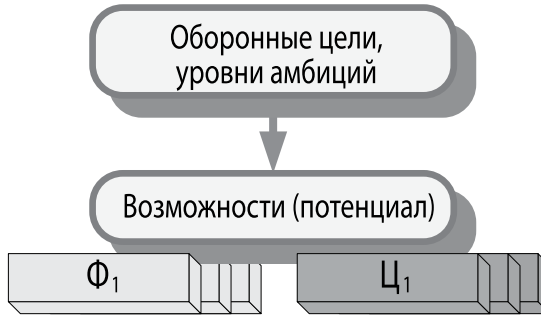 Оборонные цели,
уровни амбиций
Возможности (потенциал)
Ф₁
Ц₁